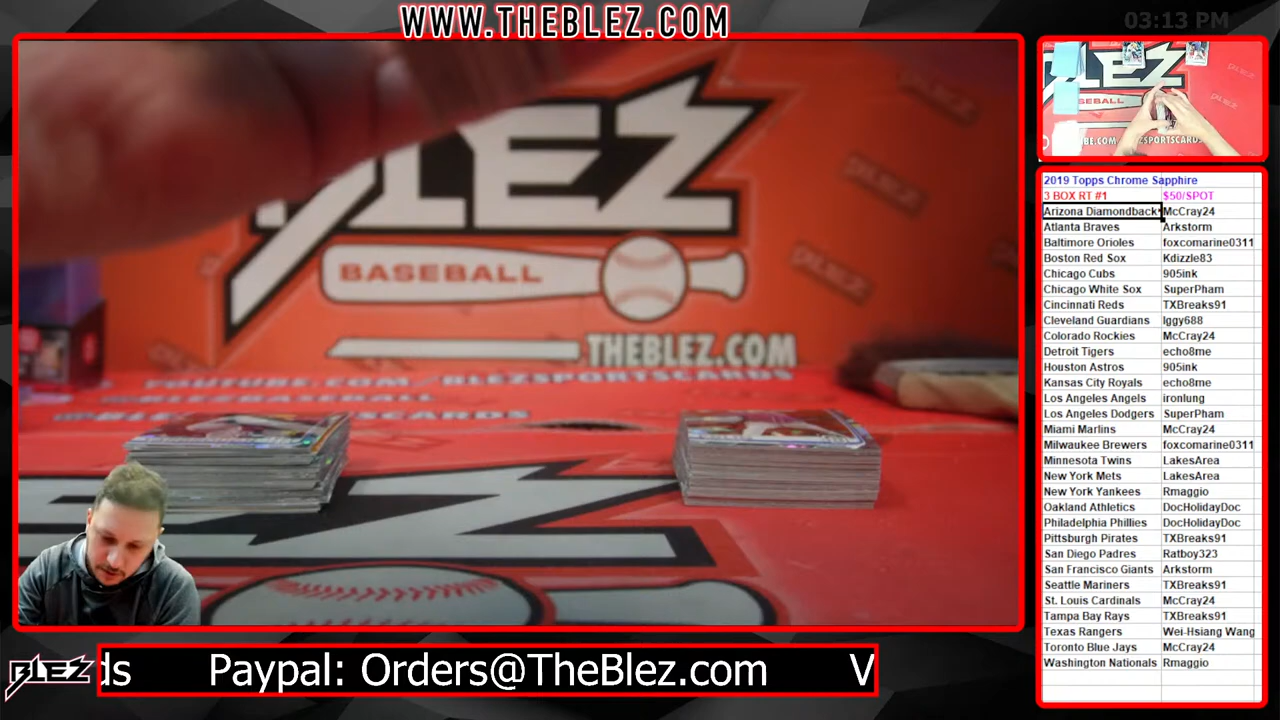 WWW.THEBLEZ.COM
03:13 PM
BLEZ
BASEBALL
THEBLEZ.COM
YOUTUBE.COM/BLEZSPORTSCARDS
BASEBALL
2019 Topps Chrome Sapphire
3 BOX RT #1 $50/SPOT
Arizona Diamondback McCray24
Atlanta Braves Arkstorm
Baltimore Orioles foxcomarine0311
Boston Red Sox Kdizzle83
Chicago Cubs 905ink
Chicago White Sox SuperPham
Cincinnati Reds TXBreaks91
Cleveland Guardians Iggy688
Colorado Rockies McCray24
Detroit Tigers echo8me
Houston Astros 905ink
Kansas City Royals echo8me
Los Angeles Angels ironlung
Los Angeles Dodgers SuperPham
Miami Marlins McCray24
Milwaukee Brewers foxcomarine0311
Minnesota Twins LakesArea
New York Mets LakesArea
New York Yankees Rmaggio
Oakland Athletics DocHolidayDoc
Philadelphia Phillies DocHolidayDoc
Pittsburgh Pirates TXBreaks91
San Diego Padres Ratboy323
San Francisco Giants Arkstorm
Seattle Mariners TXBreaks91
St. Louis Cardinals McCray24
Tampa Bay Rays TXBreaks91
Texas Rangers Wei-Hsiang Wang
Toronto Blue Jays McCray24
Washington Nationals Rmaggio
BLEZ
ds Paypal: Orders@TheBlez.com V